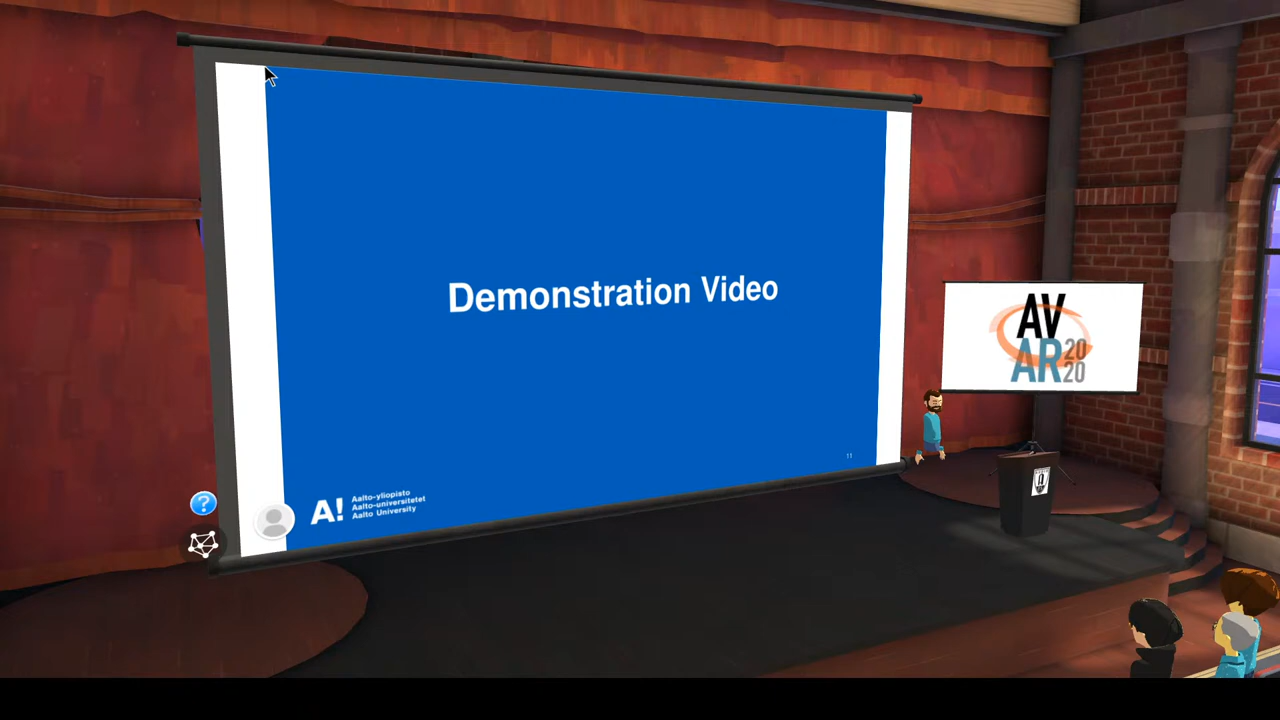 Demonstration Video
11
A!
Aalto-yliopisto
Aalto-universitetet
Aalto University
AV
AR 20
20
?